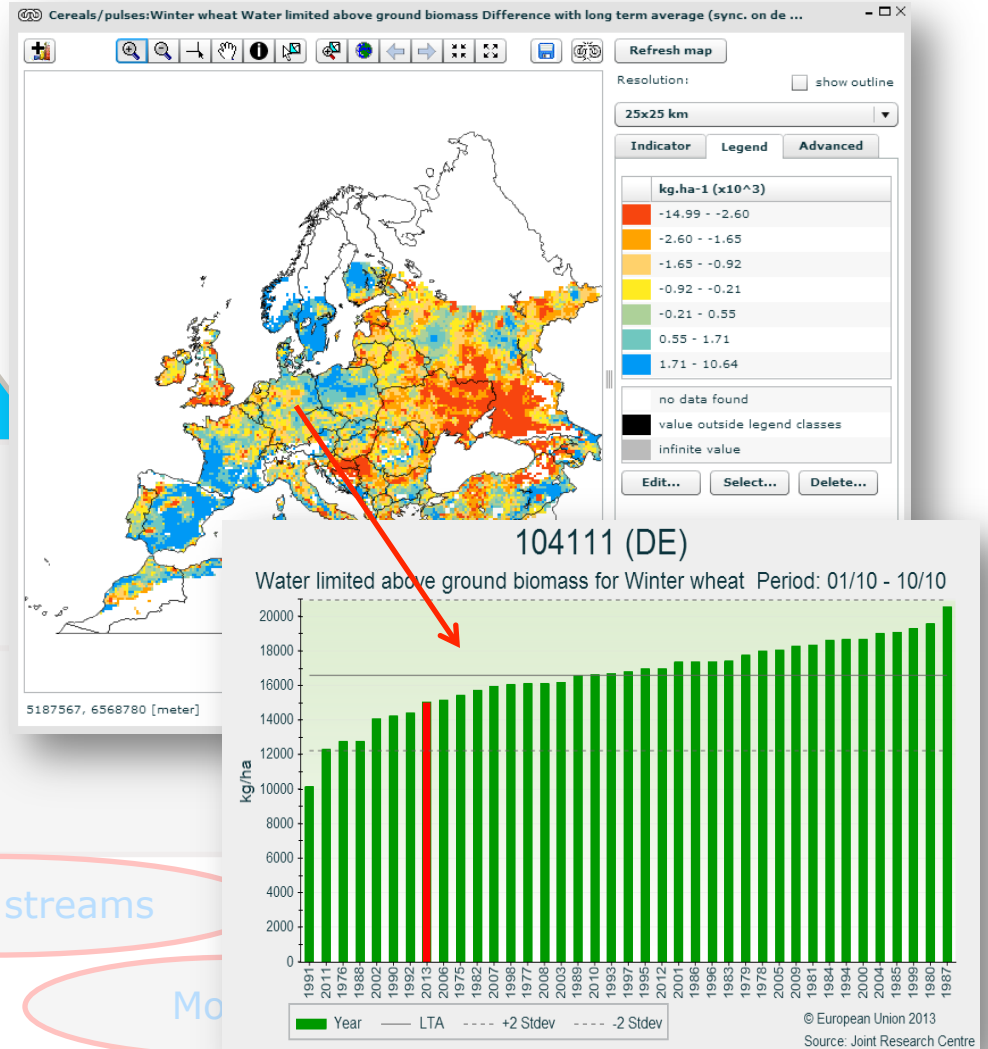 Cereals/pulses:Winter wheat Water limited above ground biomass Difference with long term average (sync. on de ...
Refresh map
Resolution:
show outline
25x25 km
Indicator Legend Advanced
kg.ha-1 (x10^3)
-14.99 - -2.60
-2.60 - -1.65
-1.65 - -0.92
-0.92 - -0.21
-0.21 - 0.55
0.55 - 1.71
1.71 - 10.64
no data found
value outside legend classes
infinite value
Edit... Select... Delete...
5187567, 6568780 [meter]
104111 (DE)
Water limited above ground biomass for Winter wheat Period: 01/10 - 10/10
kg/ha
20000
18000
16000
14000
12000
10000
8000
6000
4000
2000
0
1991 2011 1976 1988 2002 1990 1992 2013 2006 1975 1982 2007 1998 1977 2008 2003 1989 2010 1993 1997 1995 2012 2001 1986 1996 1983 1979 1978 2005 2009 1981 1984 1994 2000 2004 1985 1999 1980 1987
Year LTA +2 Stdev -2 Stdev
© European Union 2013
Source: Joint Research Centre
streams
Mo